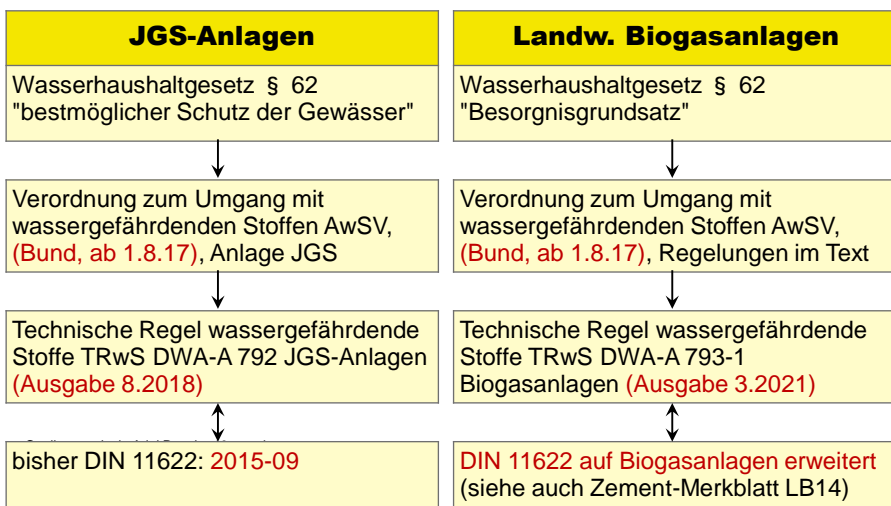 JGS-Anlagen
Wasserhaushaltgesetz § 62
"bestmöglicher Schutz der Gewässer"
Verordnung zum Umgang mit
wassergefährdenden Stoffen AwSV,
(Bund, ab 1.8.17), Anlage JGS
Technische Regel wassergefährdende
Stoffe TRwS DWA-A 792 JGS-Anlagen
(Ausgabe 8.2018)
bisher DIN 11622: 2015-09
Landw. Biogasanlagen
Wasserhaushaltgesetz § 62
"Besorgnisgrundsatz"
Verordnung zum Umgang mit
wassergefährdenden Stoffen AwSV,
(Bund, ab 1.8.17), Regelungen im Text
Technische Regel wassergefährdende
Stoffe TRwS DWA-A 793-1
Biogasanlagen (Ausgabe 3.2021)
DIN 11622 auf Biogasanlagen erweitert
(siehe auch Zement-Merkblatt LB14)